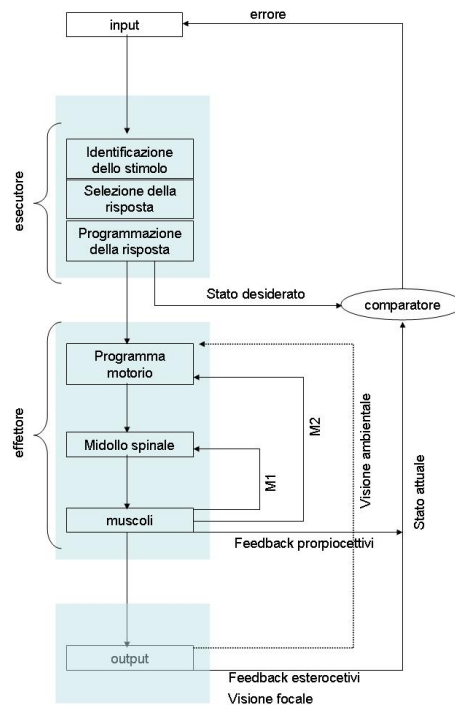 errore
input
esecutore
Identificazione
dello stimolo
Selezione della
risposta
Programmazione
della risposta
Stato desiderato
comparatore
effettore
Programma
motorio
Midollo spinale
muscoli
M1
M2
Visione ambientale
Stato attuale
Feedback prorpiocettivi
output
Feedback esterocetivi
Visione focale